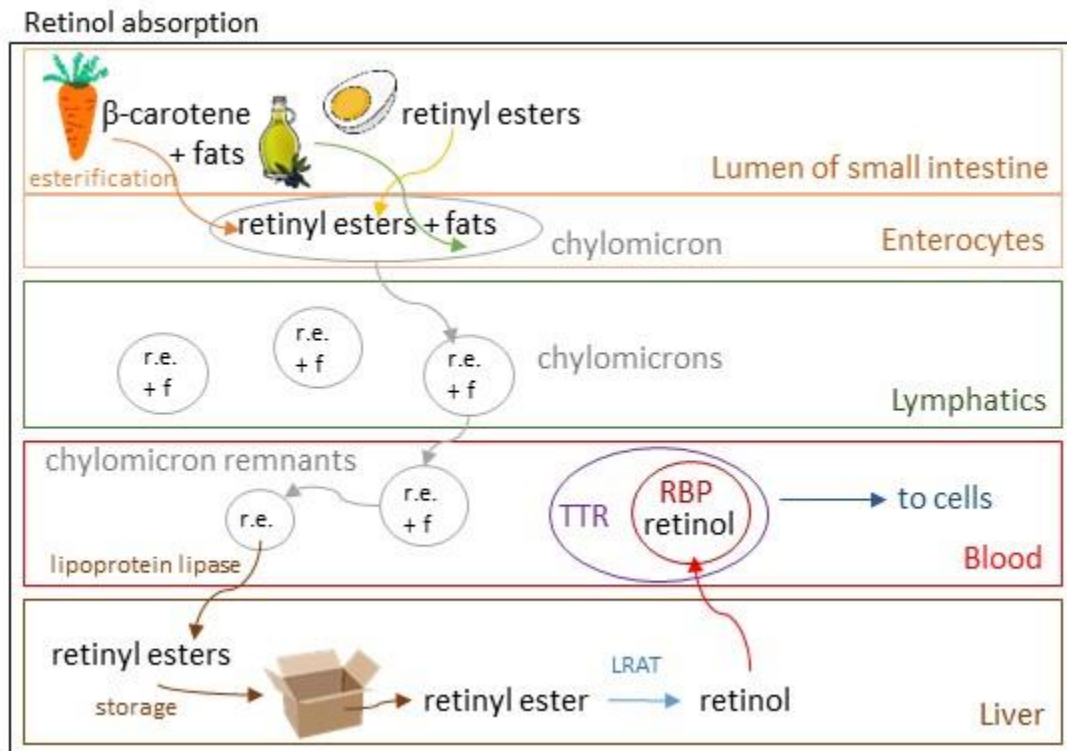 Retinol absorption
β-carotene
+ fats
retinyl esters
esterification
Lumen of small intestine
retinyl esters + fats
chylomicron
Enterocytes
r.e.
+ f
r.e.
+ f
r.e.
+ f
chylomicrons
Lymphatics
chylomicron remnants
r.e.
r.e.
+ f
lipoprotein lipase
TTR
RBP
retinol
to cells
Blood
retinyl esters
storage
retinyl ester
LRAT
retinol
Liver